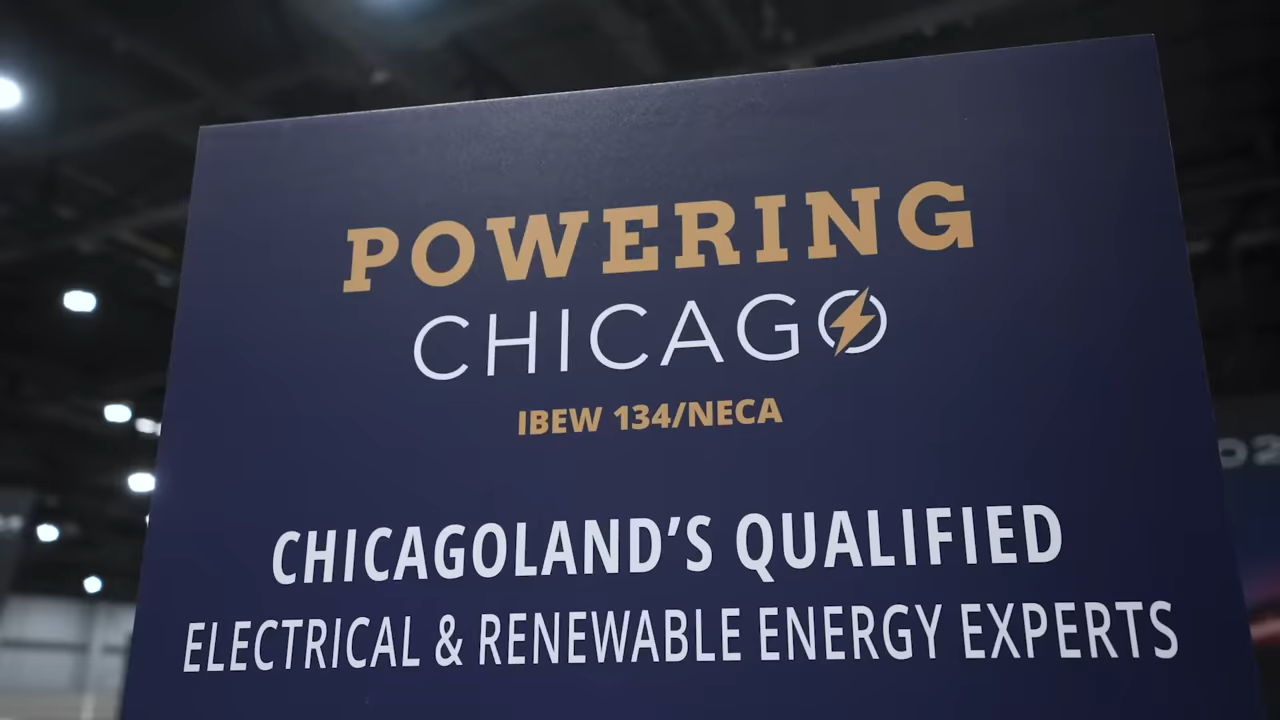 POWERING
CHICAGO
IBEW 134/NECA
CHICAGOLAND'S QUALIFIED
ELECTRICAL & RENEWABLE ENERGY EXPERTS